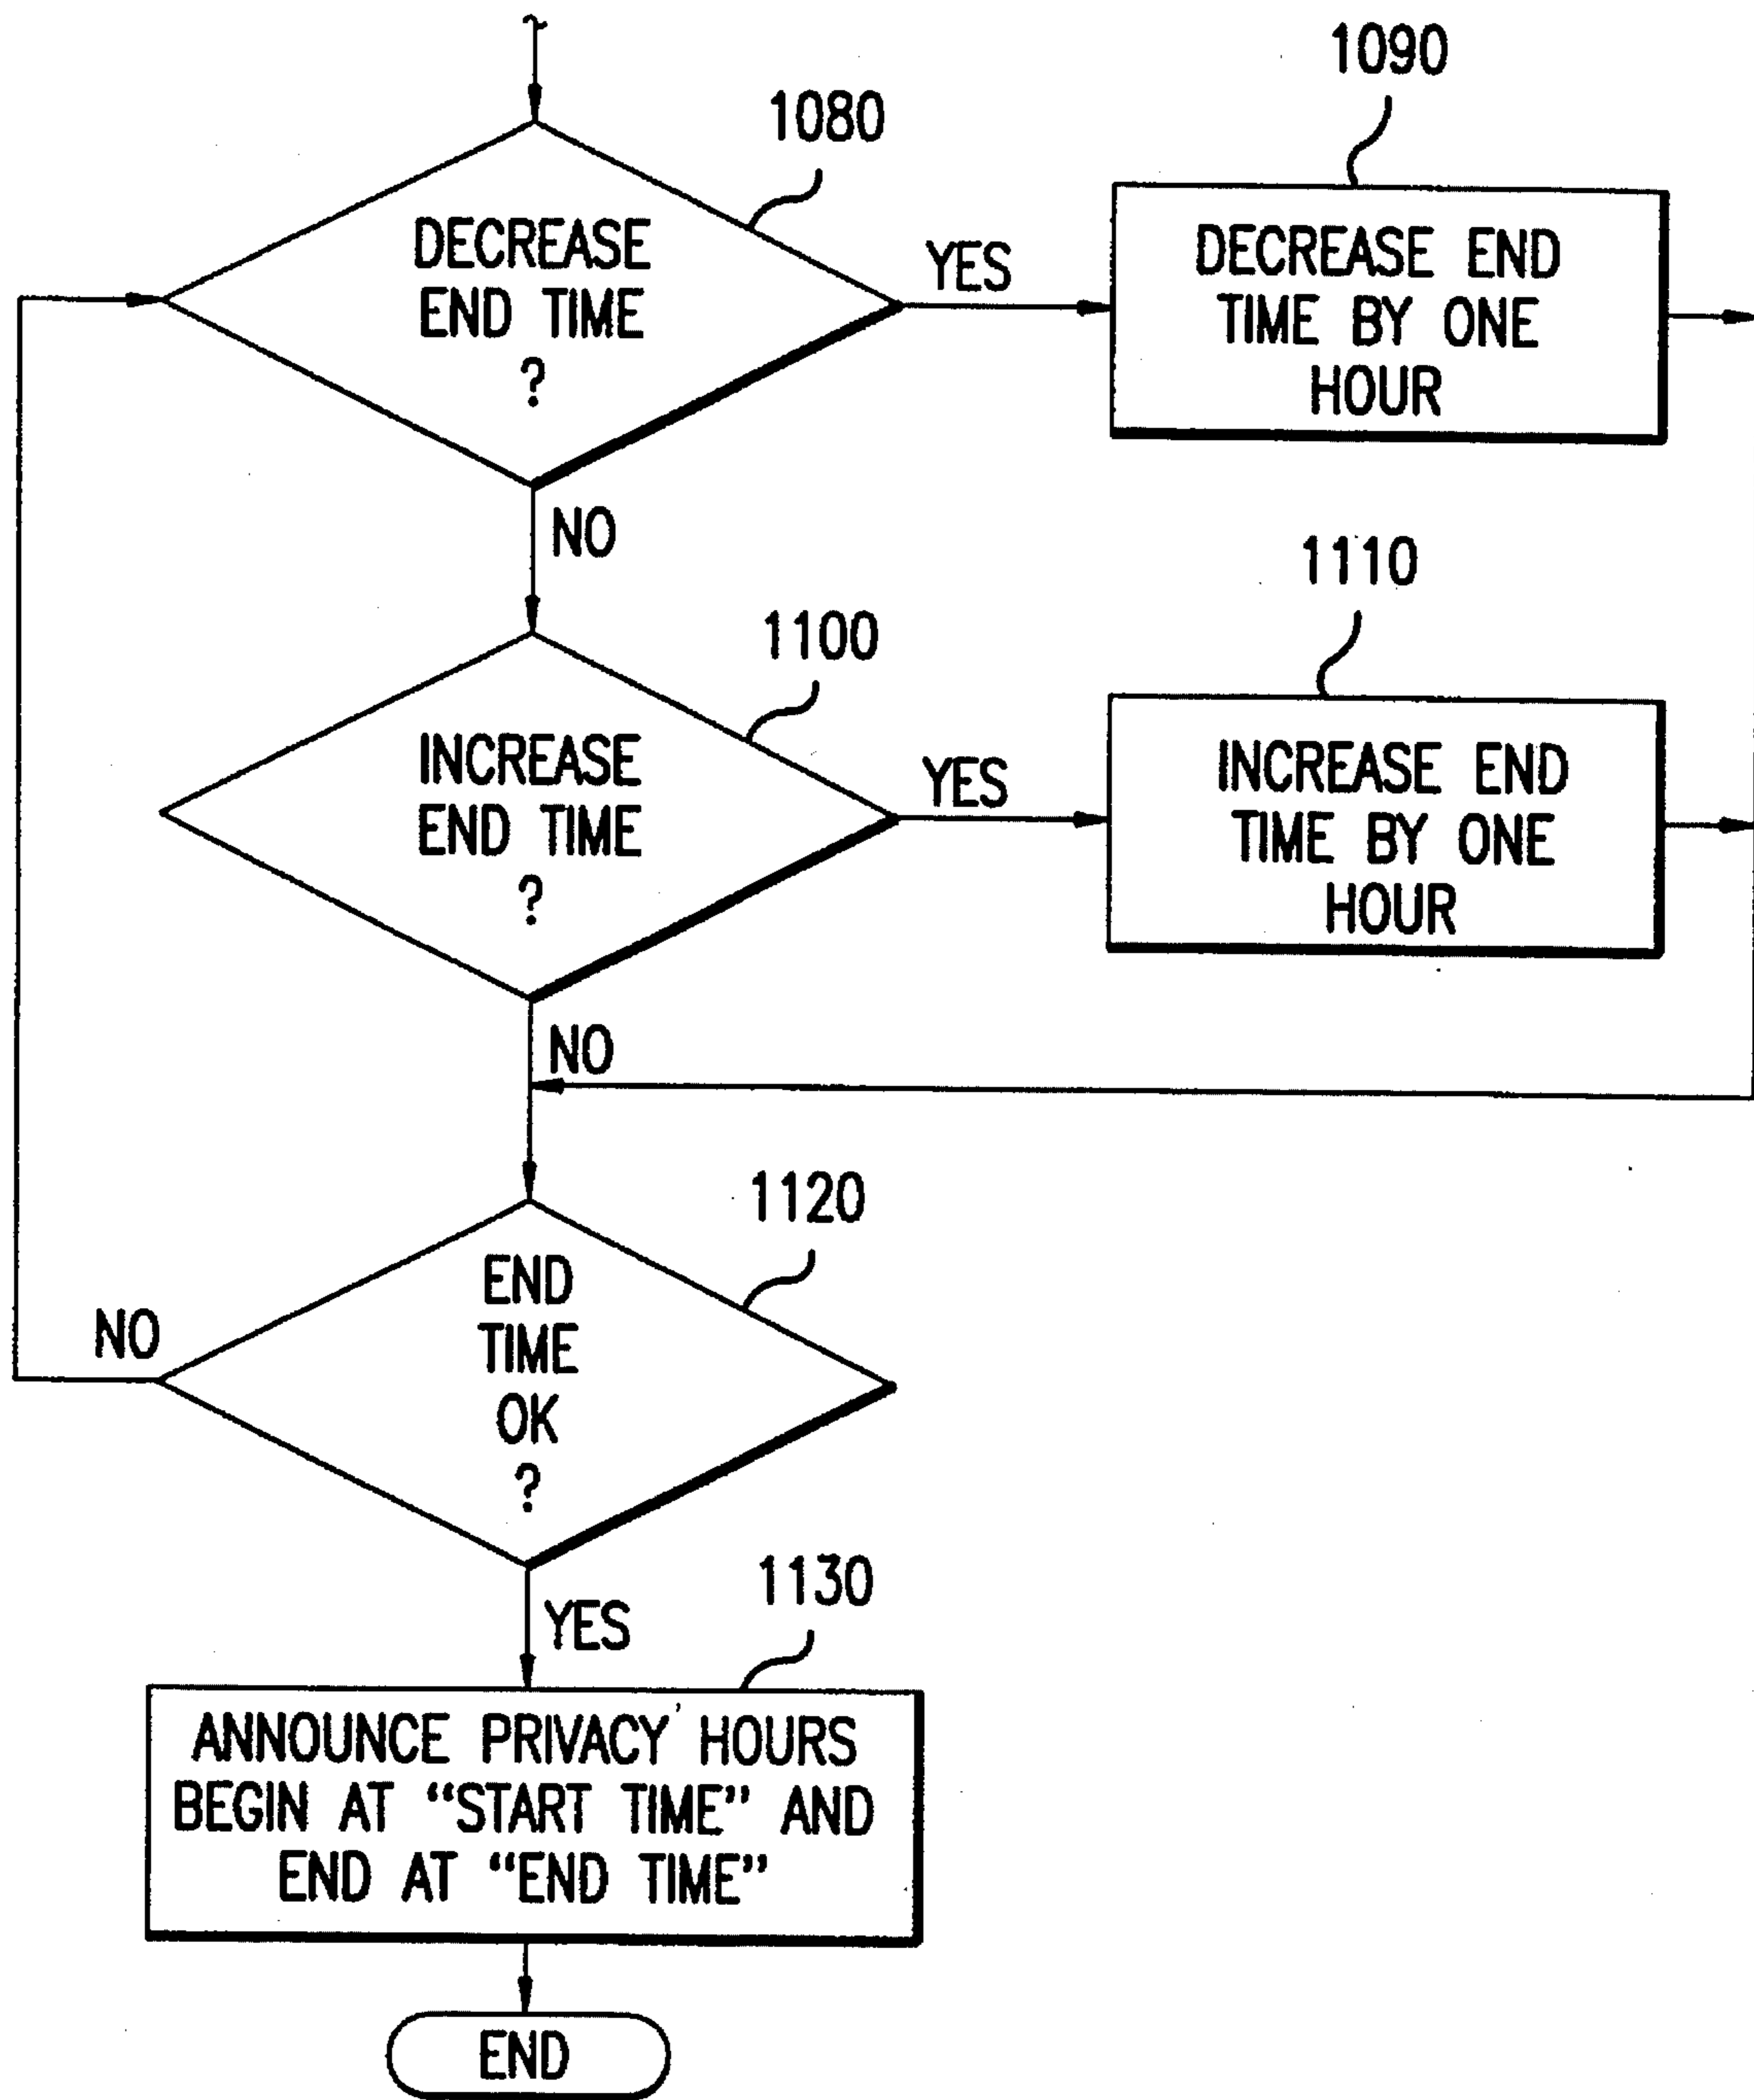 1080
DECREASE
END TIME
?
YES
1090
DECREASE END
TIME BY ONE
HOUR
NO
1100
INCREASE
END TIME
?
YES
1110
INCREASE END
TIME BY ONE
HOUR
NO
1120
END
TIME
OK
?
NO
YES
1130
ANNOUNCE PRIVACY HOURS
BEGIN AT “START TIME” AND
END AT “END TIME”
END